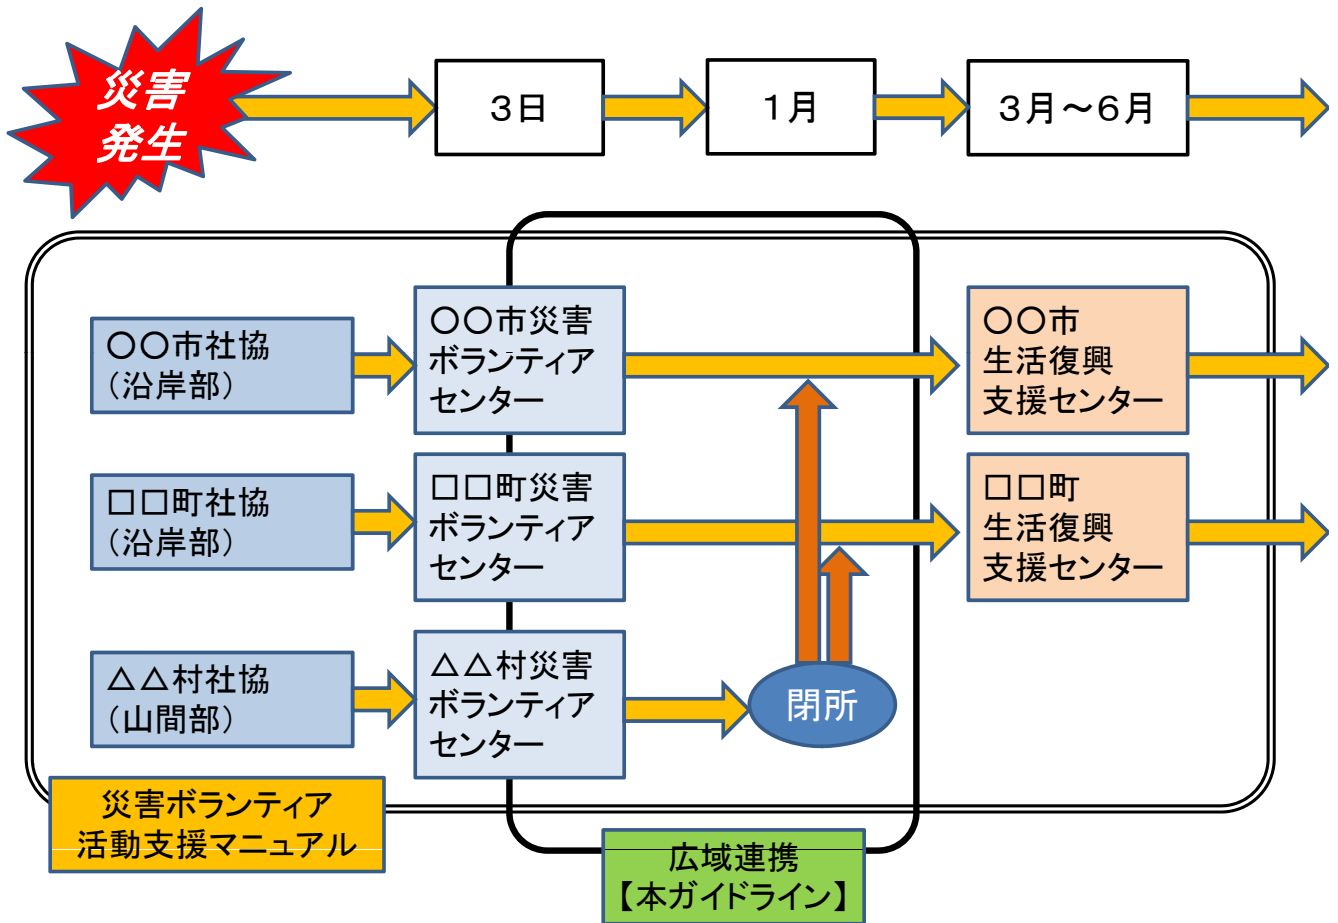 災害
発生
3日
1月
3月～6月
〇〇市社協
（沿岸部）
〇〇市災害
ボランティア
センター
〇〇市
生活復興
支援センター
□□町社協
（沿岸部）
□□町災害
ボランティア
センター
□□町
生活復興
支援センター
△△村社協
（山間部）
△△村災害
ボランティア
センター
閉所
災害ボランティア
活動支援マニュアル
広域連携
【本ガイドライン】